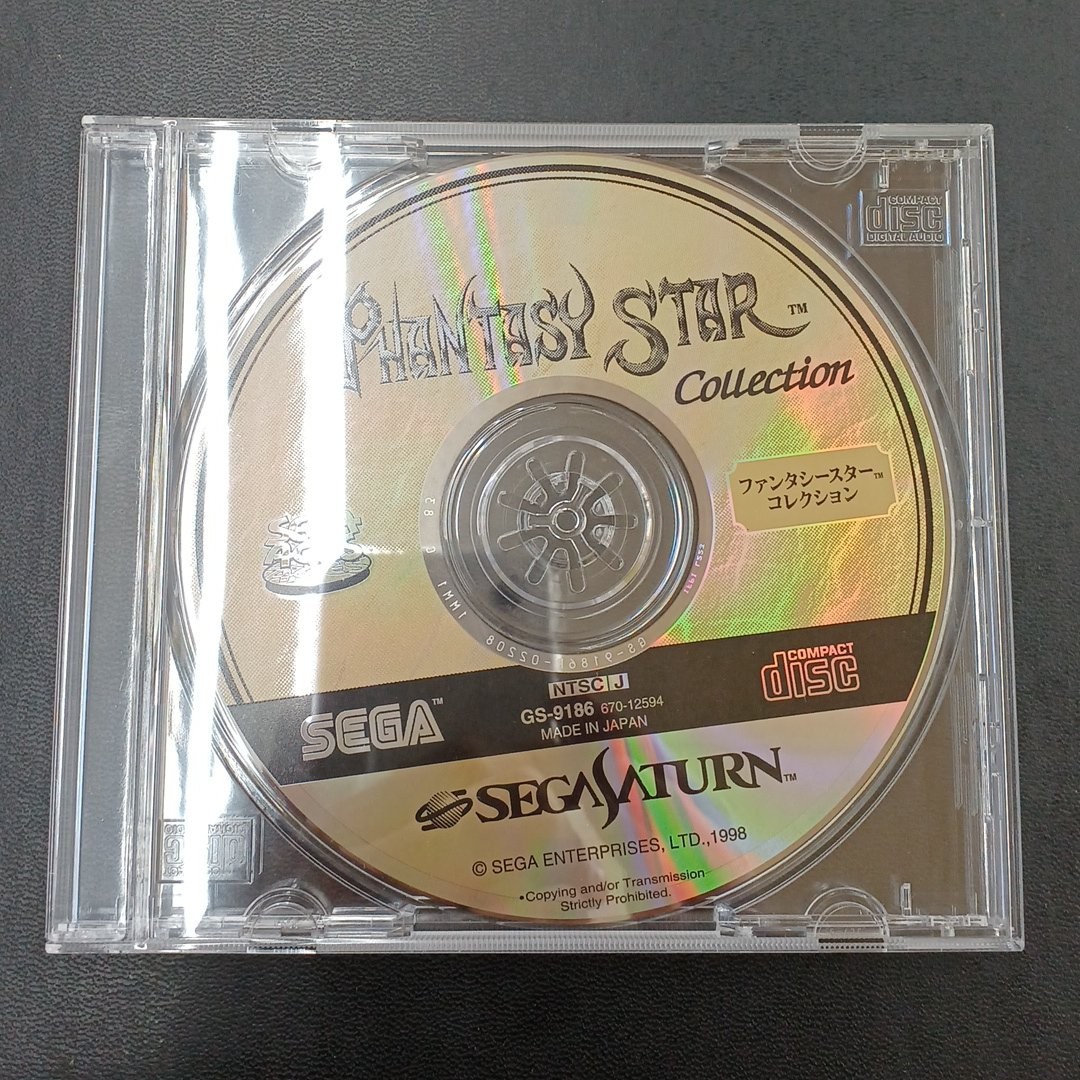 COMPACT
disc
DIGITAL AUDIO
PHANTASY STAR™
Collection
ファンタシースター™
コレクション
COMPACT
disc
NTSC J
GS-9186 670-12594
MADE IN JAPAN
SEGA™
SEGA SATURN™
© SEGA ENTERPRISES, LTD.,1998
•Copying and/or Transmission
Strictly Prohibited.